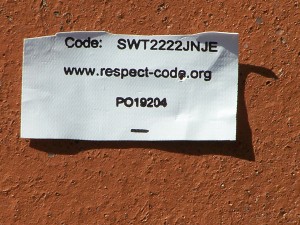 Code: SWT2222JNJE
www.respect-code.org
PO19204